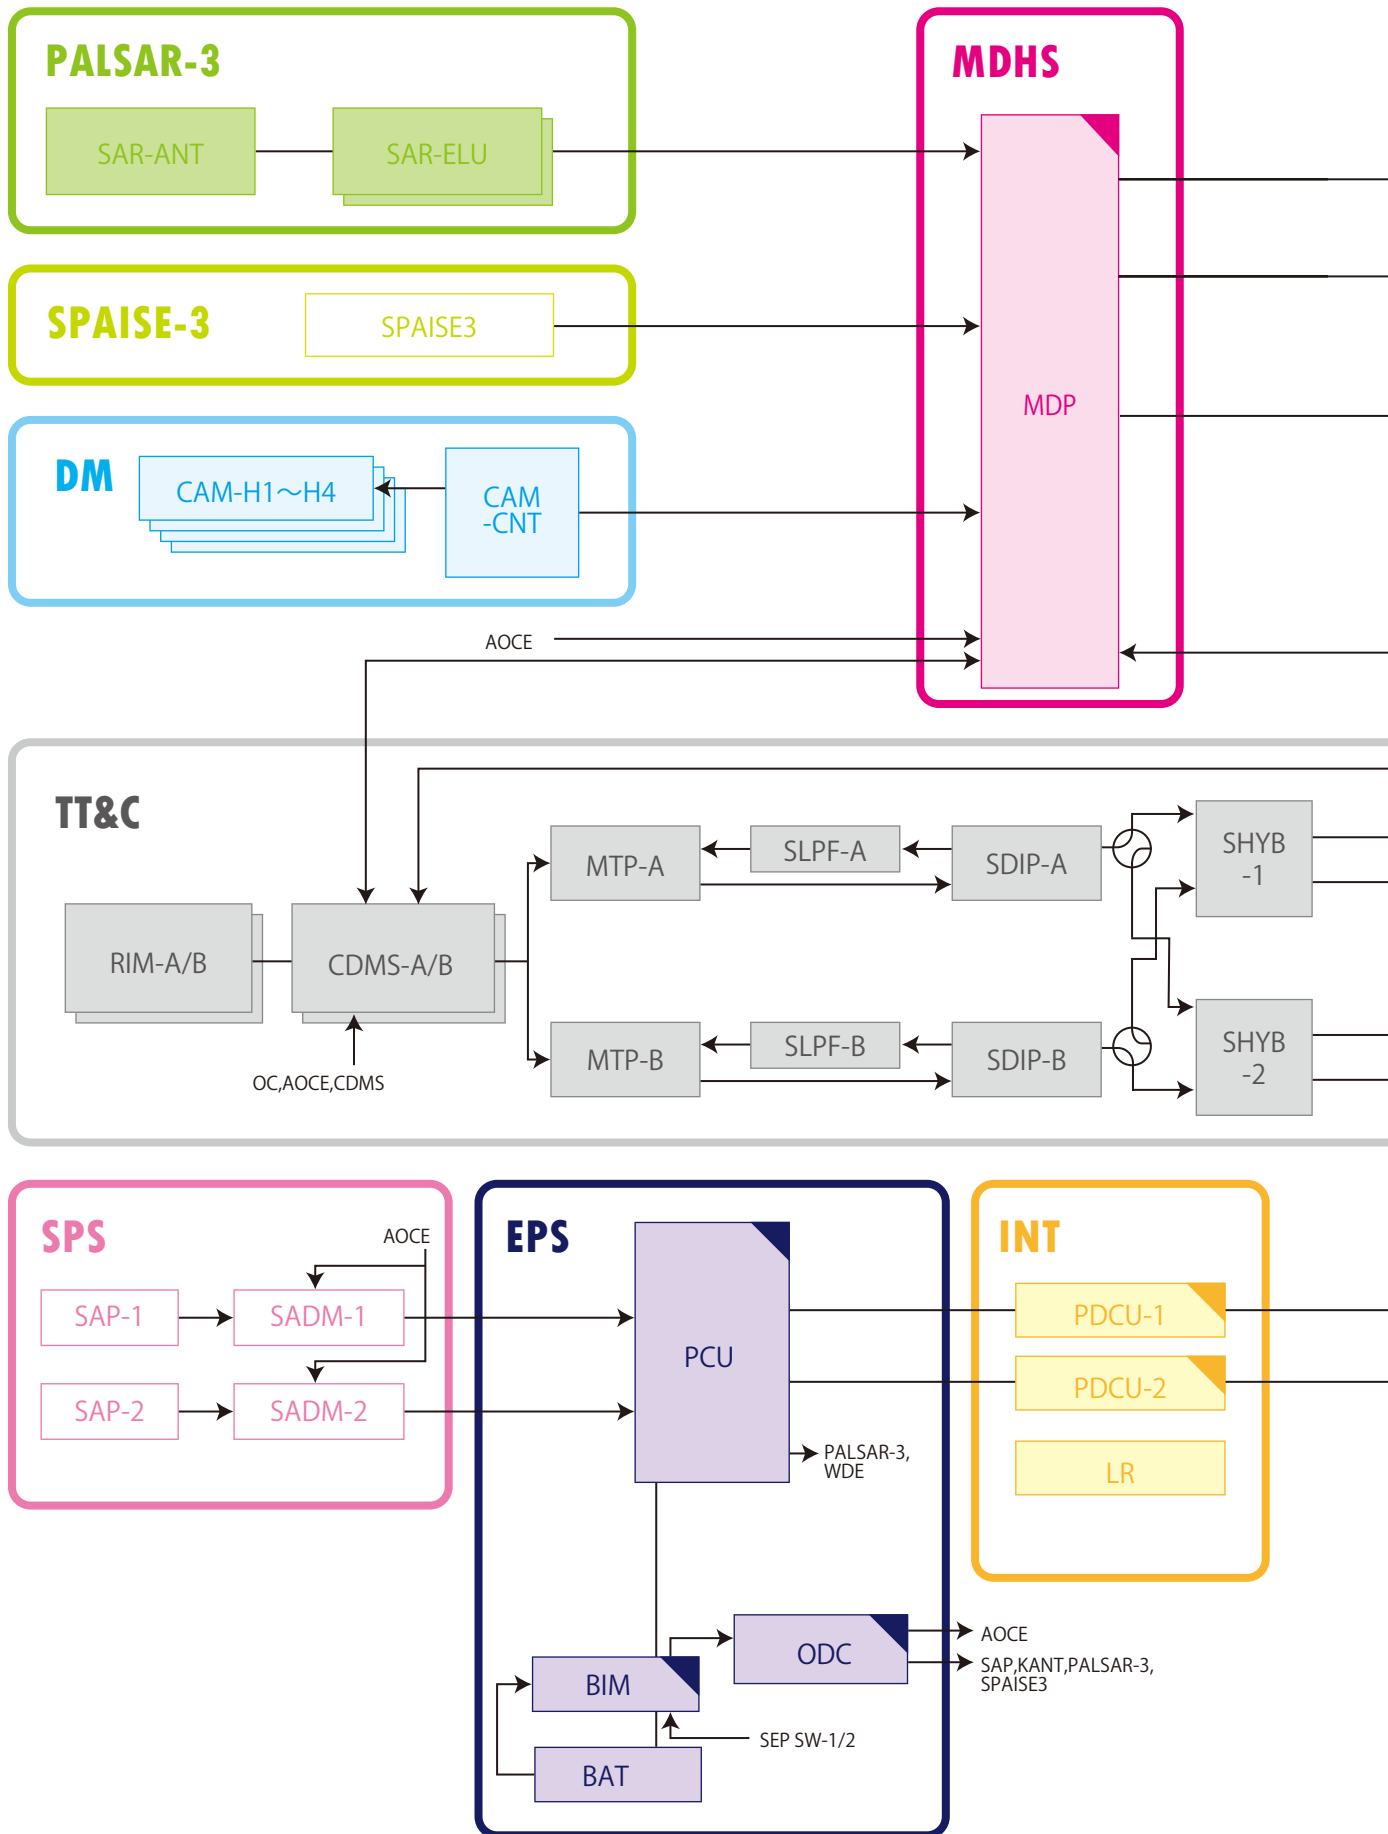 PALSAR-3
SAR-ANT
SAR-ELU
MDHS
MDP
SPAISE-3
SPAISE3
DM
CAM-H1～H4
CAM
-CNT
AOCE
TT&C
RIM-A/B
CDMS-A/B
OC,AOCE,CDMS
MTP-A
SLPF-A
SDIP-A
SHYB
-1
MTP-B
SLPF-B
SDIP-B
SHYB
-2
SPS
AOCE
SAP-1
SADM-1
SAP-2
SADM-2
EPS
PCU
PALSAR-3,
WDE
ODC
AOCE
SAP,KANT,PALSAR-3,
SPAISE3
BIM
SEP SW-1/2
BAT
INT
PDCU-1
PDCU-2
LR